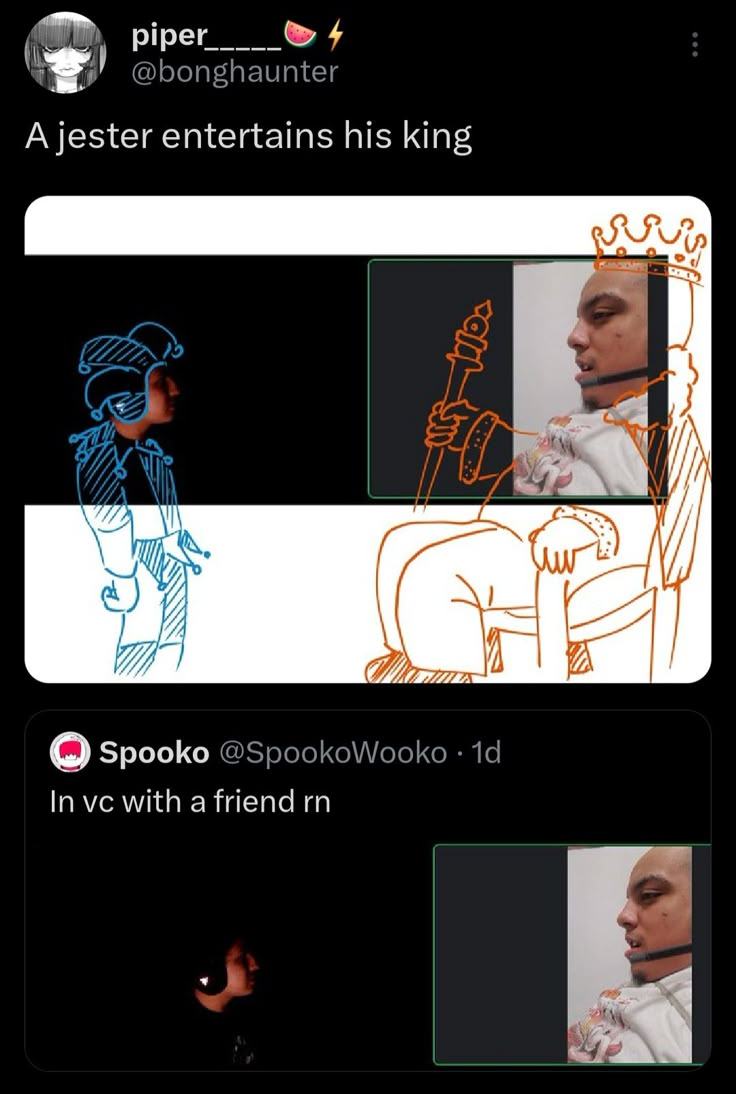 piper_____🍉⚡
@bonghaunter
A jester entertains his king
Spooko @SpookoWooko · 1d
In vc with a friend rn